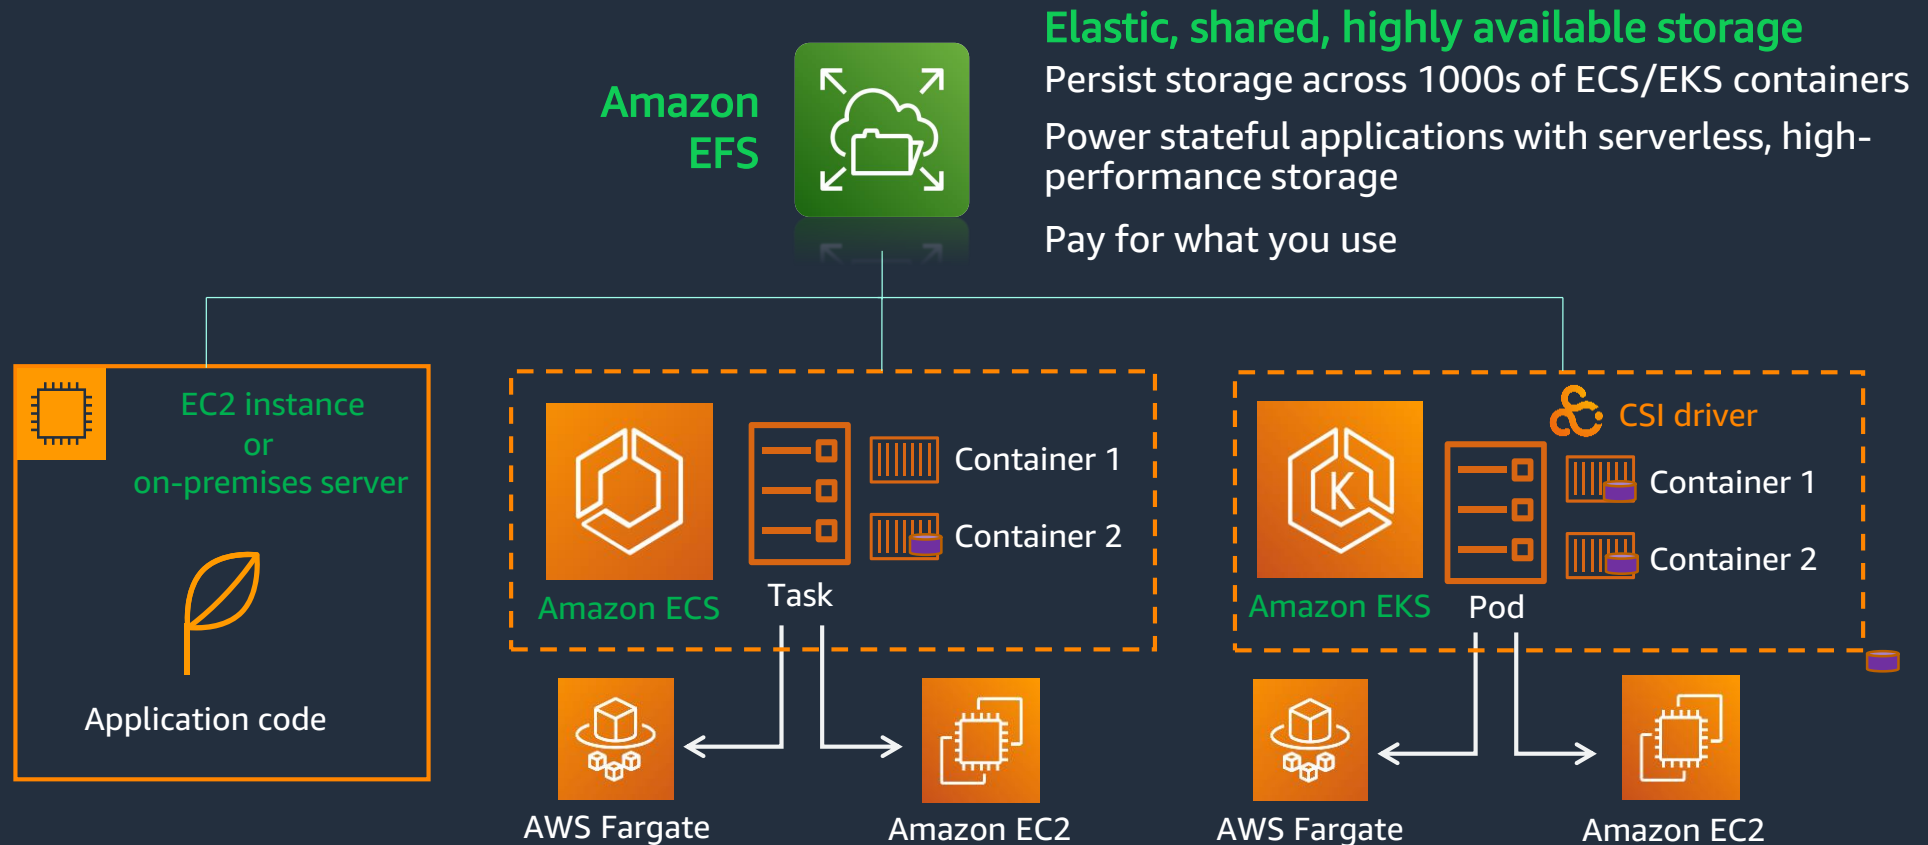 Elastic, shared, highly available storage
Amazon
EFS
Persist storage across 1000s of ECS/EKS containers
Power stateful applications with serverless, high-
performance storage
Pay for what you use
EC2 instance
or
on-premises server
Application code
Amazon ECS
Task
Container 1
Container 2
AWS Fargate
Amazon EC2
K
Amazon EKS
CSI driver
Pod
Container 1
Container 2
AWS Fargate
Amazon EC2